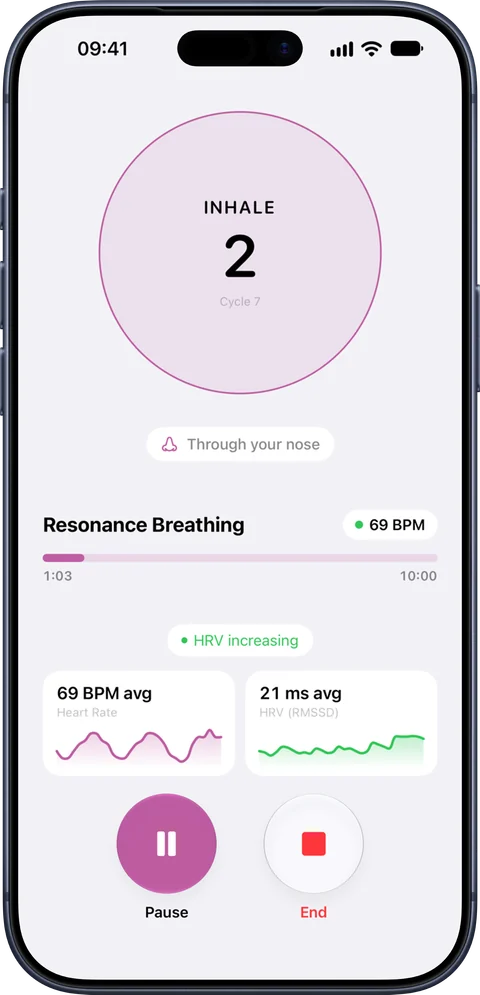 09:41
INHALE
2
Cycle 7
Through your nose
Resonance Breathing
69 BPM
1:03
10:00
HRV increasing
69 BPM avg
Heart Rate
21 ms avg
HRV (RMSSD)
Pause
End